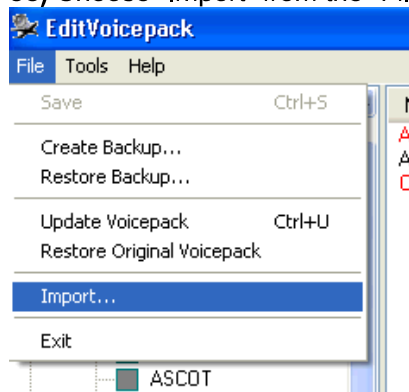 EditVoicepack
File Tools Help
Save Ctrl+S
Create Backup...
Restore Backup...
Update Voicepack Ctrl+U
Restore Original Voicepack
Import...
Exit
ASCOT